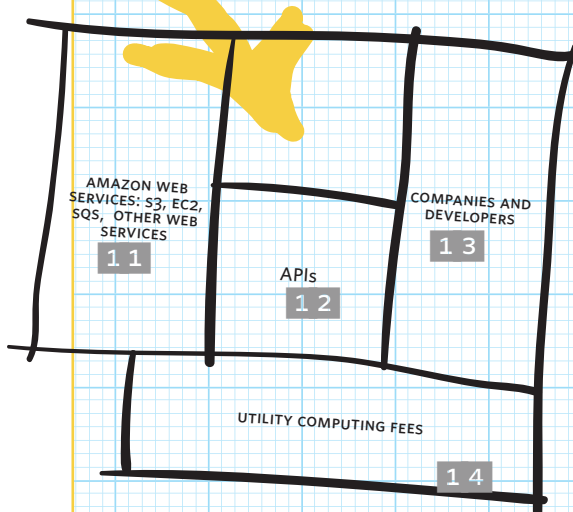 AMAZON WEB
SERVICES: S3, EC2,
SQS, OTHER WEB
SERVICES
11
APIs
12
COMPANIES AND
DEVELOPERS
13
UTILITY COMPUTING FEES
14